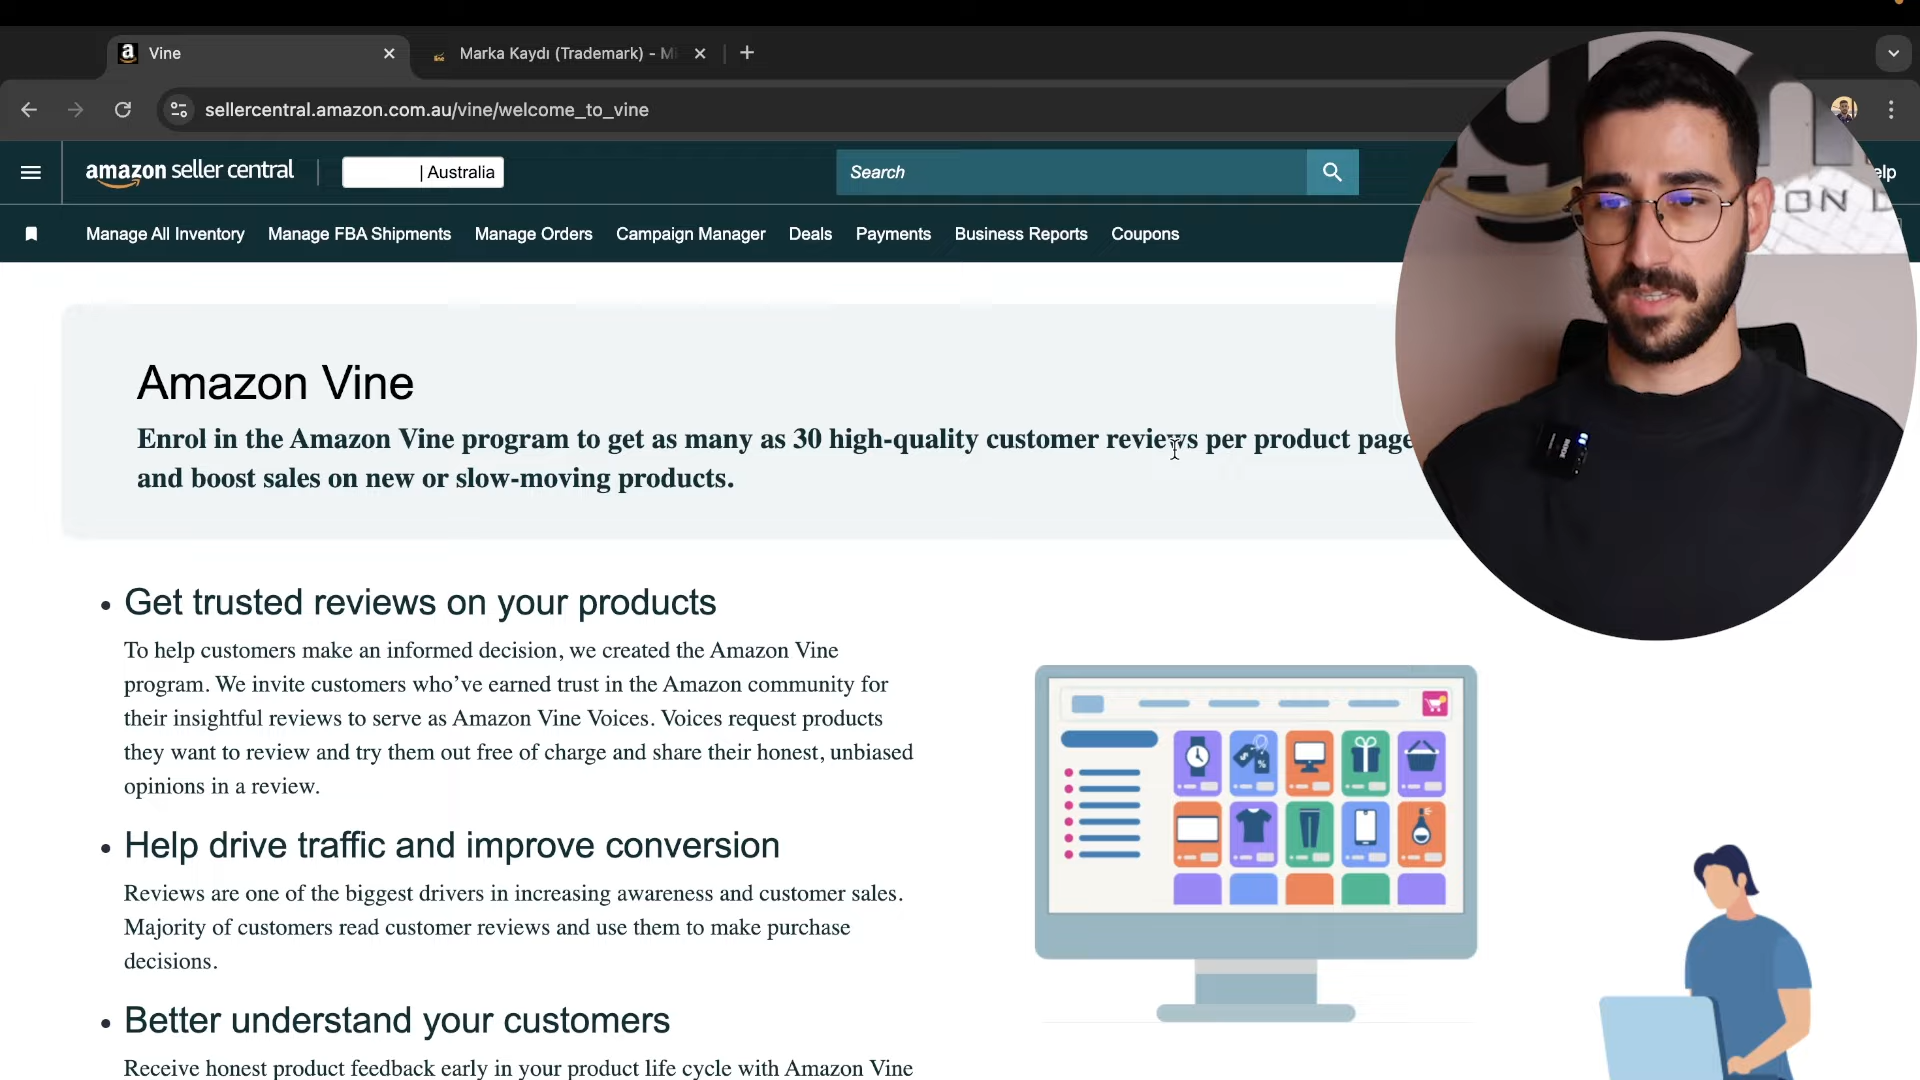 Vine
Marka Kaydı (Trademark) - Mi
sellercentral.amazon.com.au/vine/welcome_to_vine
amazon seller central
| Australia
Search
elp
Manage All Inventory
Manage FBA Shipments
Manage Orders
Campaign Manager
Deals
Payments
Business Reports
Coupons
Amazon Vine
Enrol in the Amazon Vine program to get as many as 30 high-quality customer reviews per product page
and boost sales on new or slow-moving products.
• Get trusted reviews on your products
To help customers make an informed decision, we created the Amazon Vine
program. We invite customers who’ve earned trust in the Amazon community for
their insightful reviews to serve as Amazon Vine Voices. Voices request products
they want to review and try them out free of charge and share their honest, unbiased
opinions in a review.
• Help drive traffic and improve conversion
Reviews are one of the biggest drivers in increasing awareness and customer sales.
Majority of customers read customer reviews and use them to make purchase
decisions.
• Better understand your customers
Receive honest product feedback early in your product life cycle with Amazon Vine